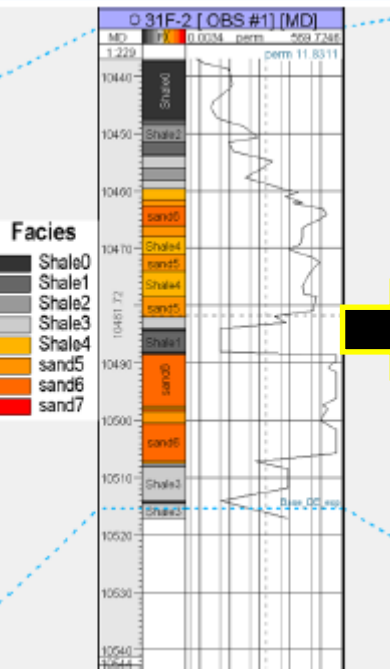 31F-2 [ OBS #1] [MD]
MD
0.0034 perm 569.7246
1:229
perm 11.8311
10440
Shale0
10450
Shale2
10460
sand6
10470
Shale4
sand5
Shale4
10481.72
sand5
Shale1
10490
sand6
10500
sand6
10510
Shale3
Shale3
10520
10530
10540
Facies
Shale0
Shale1
Shale2
Shale3
Shale4
sand5
sand6
sand7